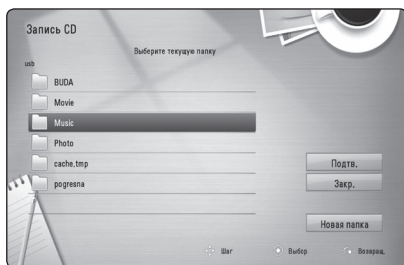 Запись CD
Выберите текущую папку
usb
BUDA
Movie
Music
Photo
cache.tmp
pogresna
Подтв.
Закр.
Новая папка
Шаг Выбор Возвращ.